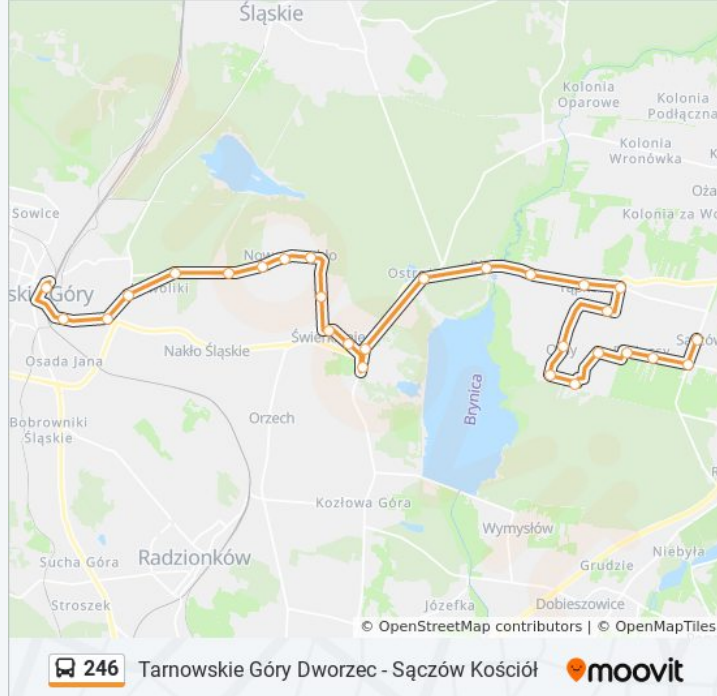 Śląskie
Kolonia
Oparowe
Kolonia
Podłączna
Kolonia
Wronówka
Kolonia za
Sowice
Góry
Nakło Śląskie
Osada Jana
Orzech
Bobrowniki
Śląskie
Brynica
Kozłowa Góra
Wymysłów
Radzionków
Sucha Góra
Niebyła
Grudzie
Stroszek
Józefka
Dobieszowice
© OpenStreetMap contributors | © OpenMapTiles
246 Tarnowskie Góry Dworzec - Sączów Kościół moovit